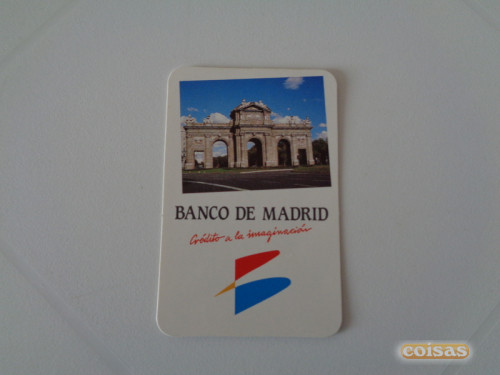 BANCO DE MADRID
Crédito a la imaginación
coisas